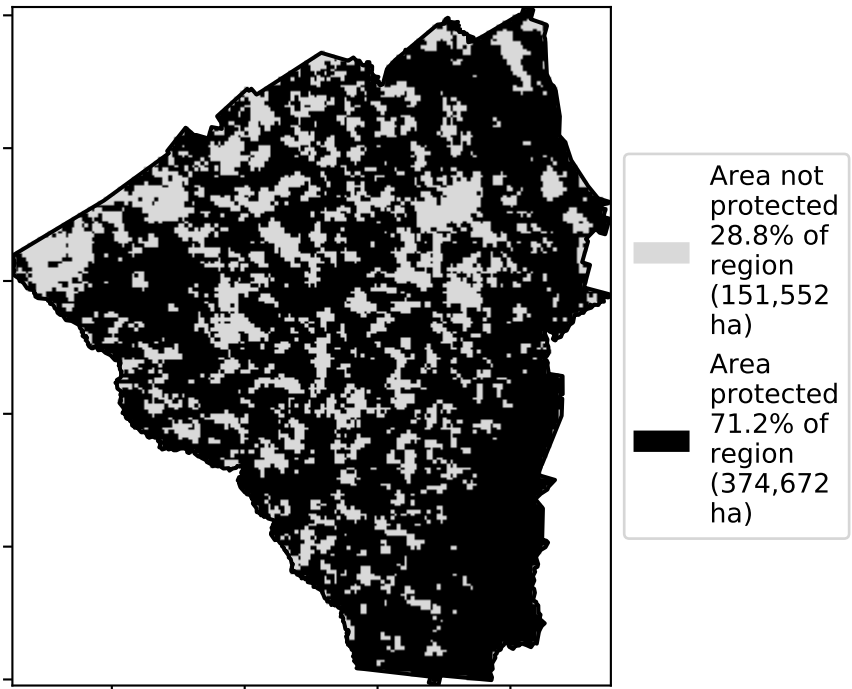 Area not
protected
28.8% of
region
(151,552
ha)
Area
protected
71.2% of
region
(374,672
ha)